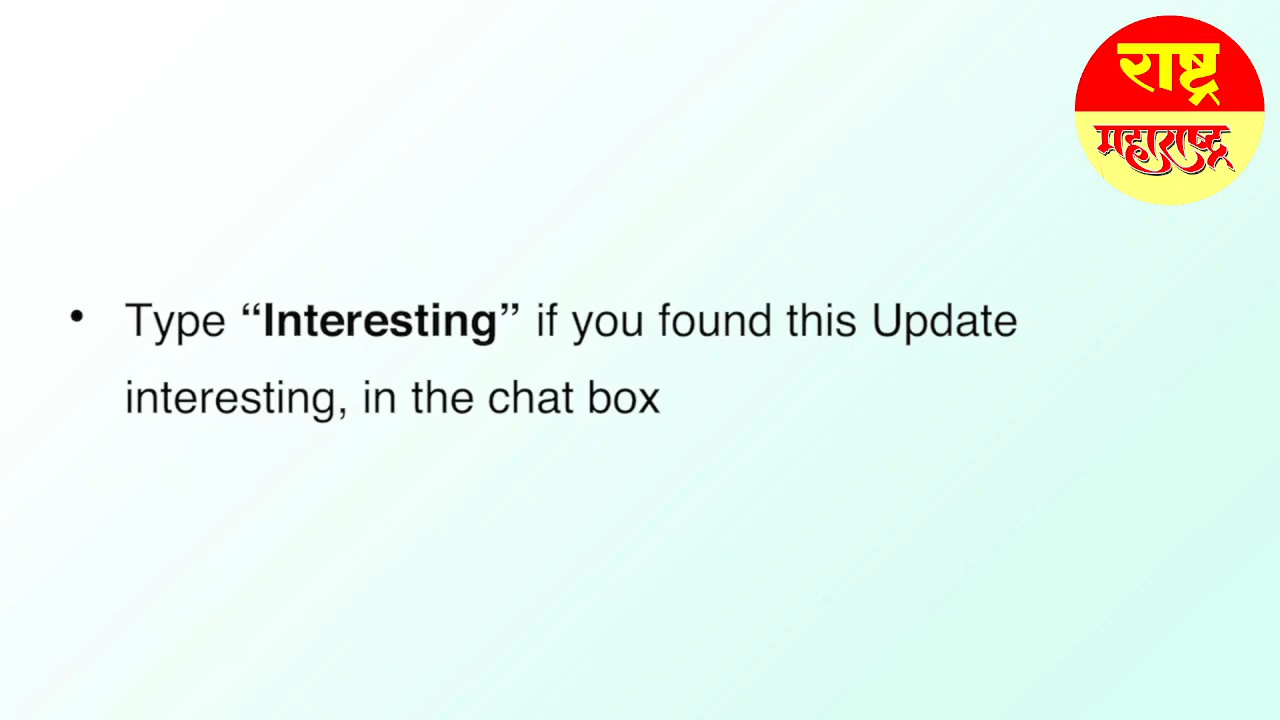 राष्ट्र
महाराष्ट्र
• Type “Interesting” if you found this Update
interesting, in the chat box